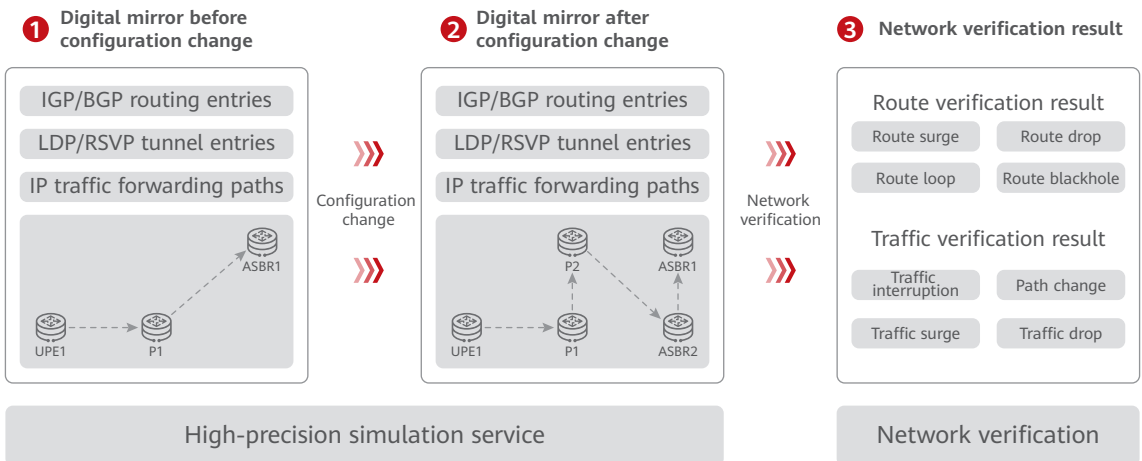 1 Digital mirror before
configuration change
IGP/BGP routing entries
LDP/RSVP tunnel entries
IP traffic forwarding paths
ASBR1
UPE1
P1
Configuration
change
2 Digital mirror after
configuration change
IGP/BGP routing entries
LDP/RSVP tunnel entries
IP traffic forwarding paths
P2
ASBR1
UPE1
P1
ASBR2
Network
verification
3 Network verification result
Route verification result
Route surge
Route drop
Route loop
Route blackhole
Traffic verification result
Traffic
interruption
Path change
Traffic surge
Traffic drop
High-precision simulation service
Network verification